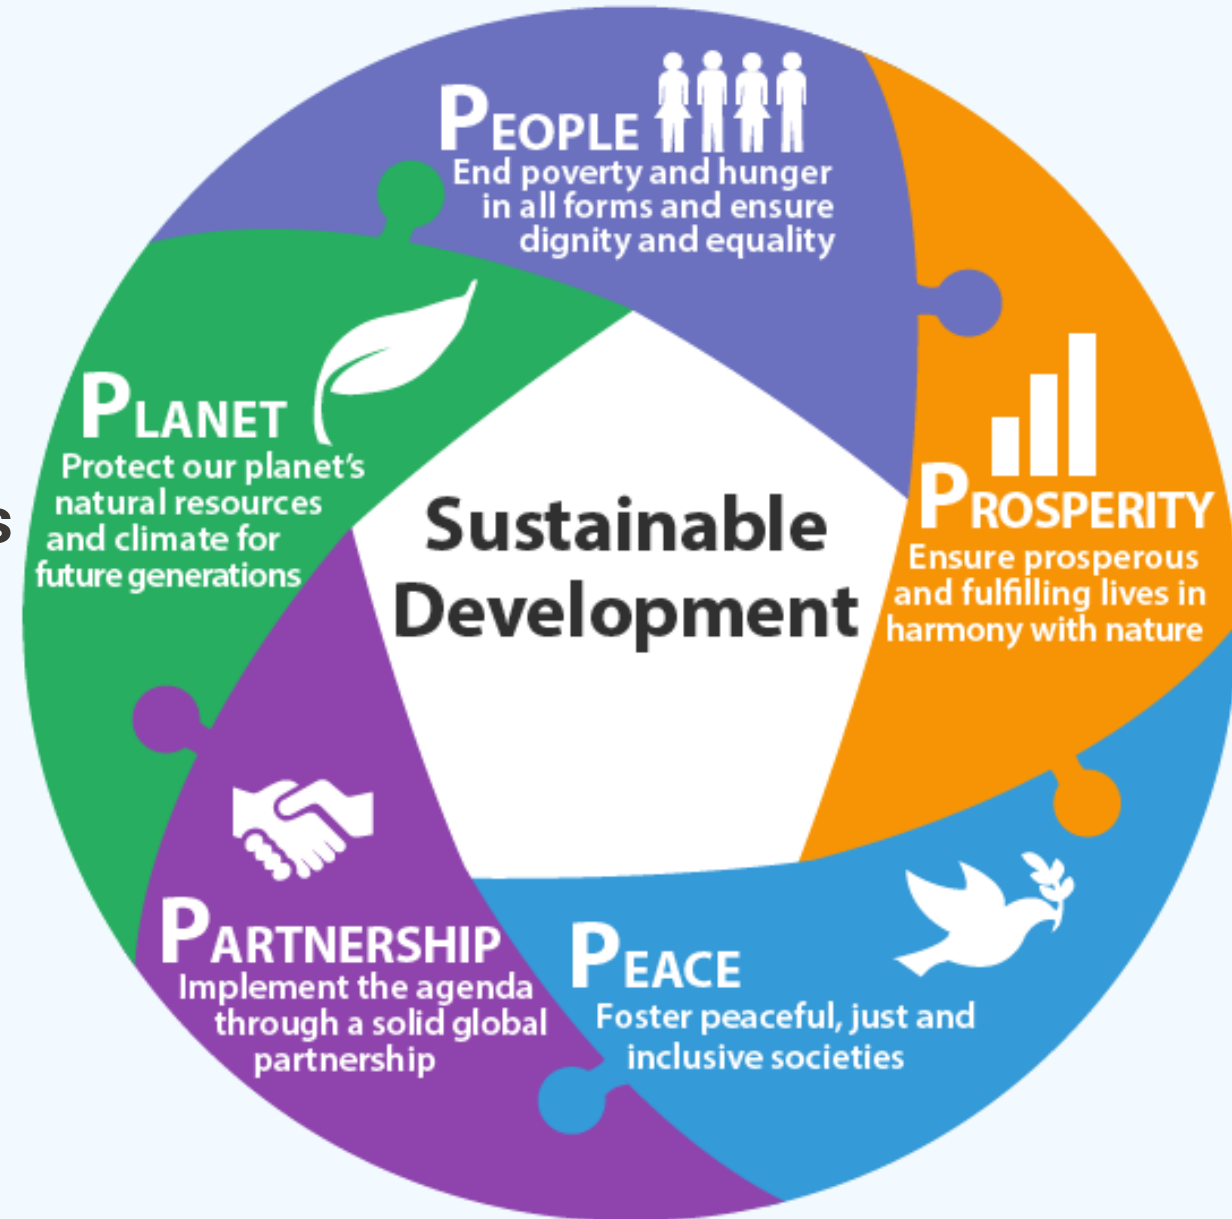 PEOPLE
End poverty and hunger
in all forms and ensure
dignity and equality
PROSPERITY
Ensure prosperous
and fulfilling lives in
harmony with nature
PEACE
Foster peaceful, just and
inclusive societies
PARTNERSHIP
Implement the agenda
through a solid global
partnership
PLANET
Protect our planet’s
natural resources
and climate for
future generations
Sustainable
Development